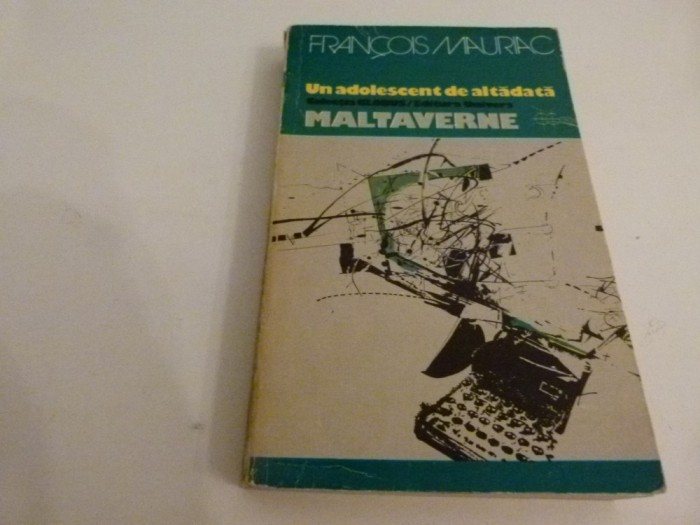 FRANÇOIS MAURIAC
Un adolescent de altădată
Colecția GLOBUS / Editura Univers
MALTAVERNE